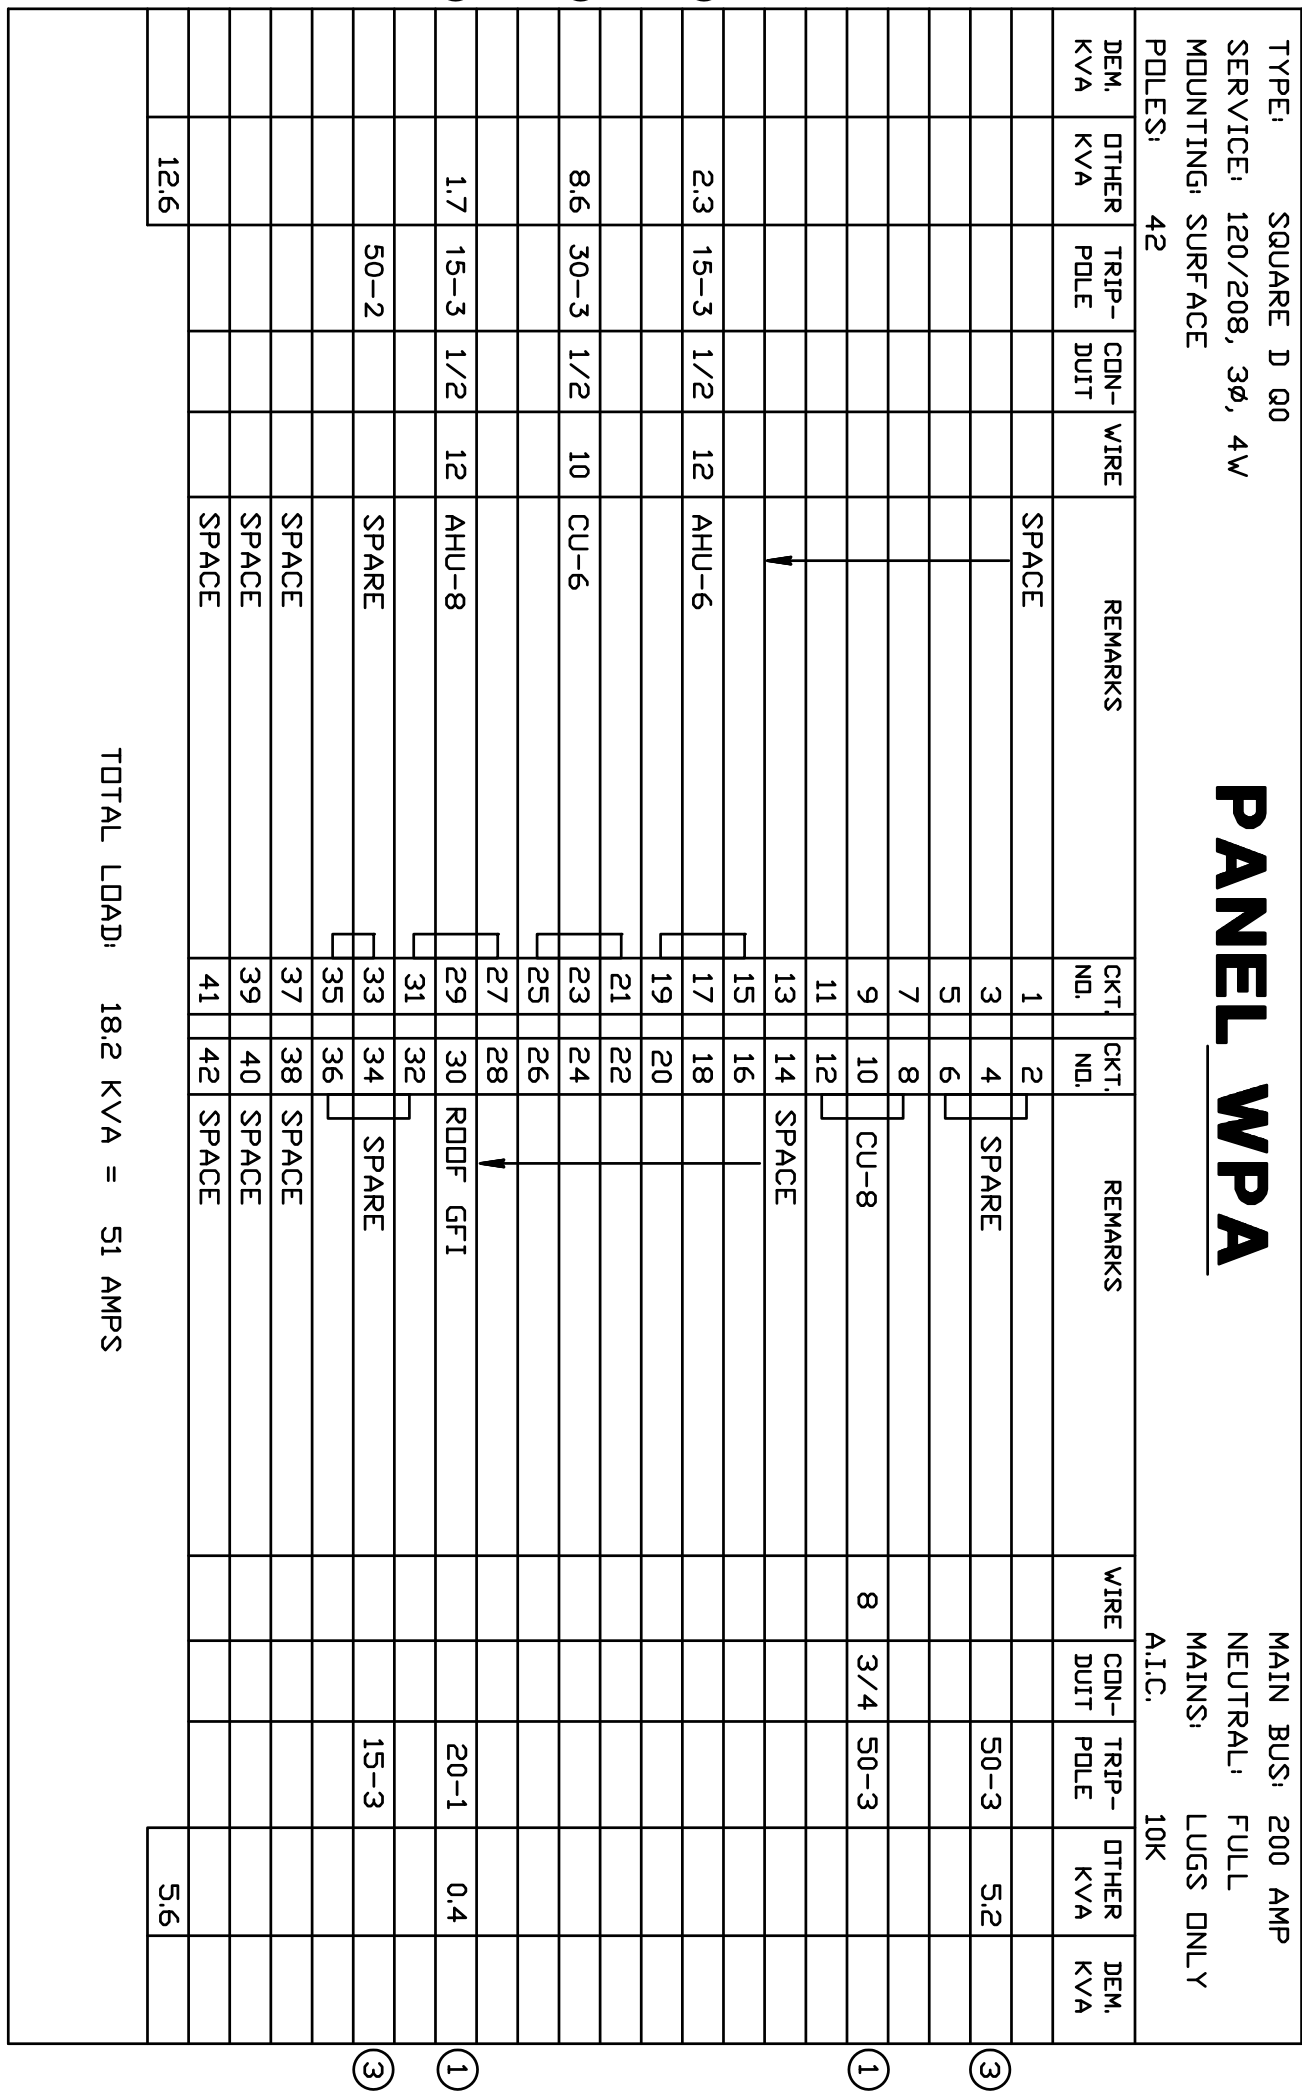 PANEL WPA
TYPE: SQUARE D QO
SERVICE: 120/208, 3Ø, 4W
MOUNTING: SURFACE
POLES: 42
MAIN BUS: 200 AMP
NEUTRAL: FULL
MAINS: LUGS ONLY
A.I.C. 10K
DEM. KVA OTHER KVA TRIP- POLE CON- DUIT WIRE REMARKS CKT. NO. CKT. NO. REMARKS WIRE CON- DUIT TRIP- POLE OTHER KVA DEM. KVA
SPACE 1 2
3 4 SPARE 50-3 5.2 3
5 6
7 8
9 10 CU-8 8 3/4 50-3 1
11 12
13 14 SPACE
15 16
2.3 15-3 1/2 12 AHU-6 17 18
19 20
21 22
8.6 30-3 1/2 10 CU-6 23 24
25 26
27 28
1.7 15-3 1/2 12 AHU-8 29 30 ROOF GFI 20-1 0.4 1
31 32
50-2 SPARE 33 34 SPARE 15-3 3
35 36
SPACE 37 38 SPACE
SPACE 39 40 SPACE
SPACE 41 42 SPACE
12.6 5.6
TOTAL LOAD: 18.2 KVA = 51 AMPS